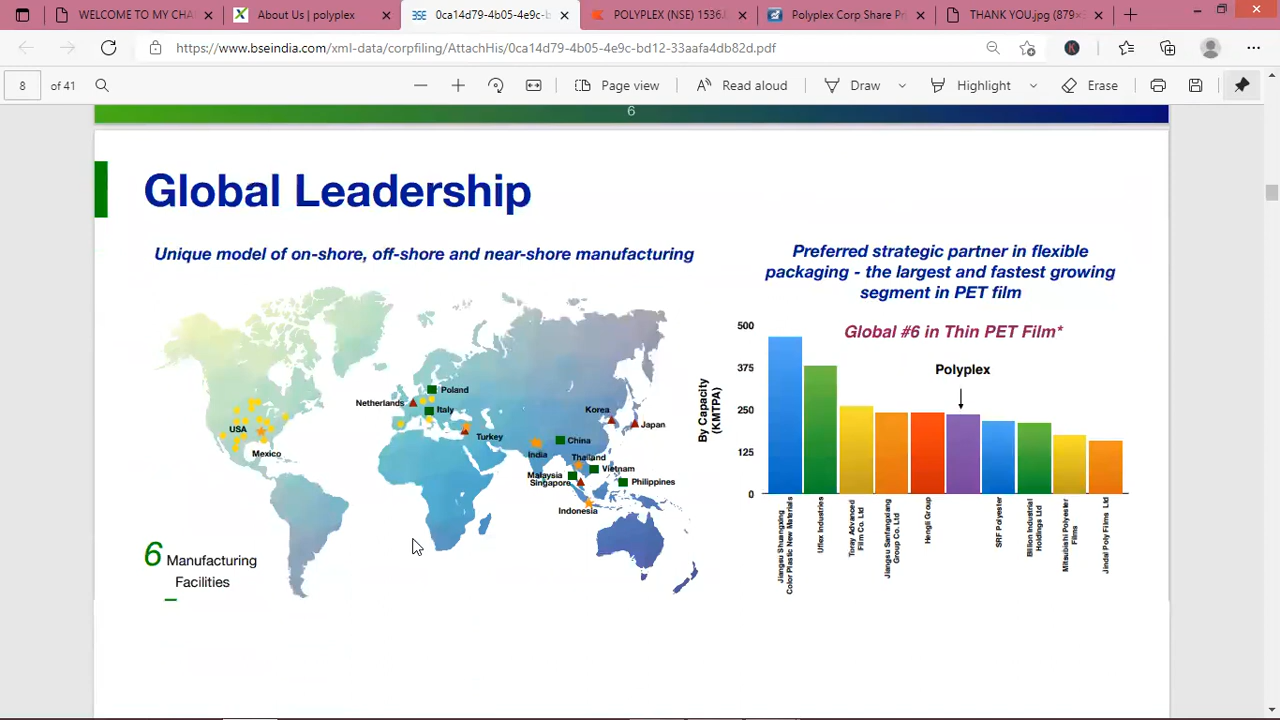 WELCOME TO MY CHA
About Us | polyplex
0ca14d79-4b05-4e9c-b
POLYPLEX (NSE) 1536.
Polyplex Corp Share Pri
THANK YOU.jpg (879×
https://www.bseindia.com/xml-data/corpfiling/AttachHis/0ca14d79-4b05-4e9c-bd12-33aafa4db82d.pdf
8 of 41
Page view
Read aloud
Draw
Highlight
Erase
6
Global Leadership
Unique model of on-shore, off-shore and near-shore manufacturing
Poland
Netherlands
Italy
Korea
USA
Japan
Turkey
China
Mexico
India
Thailand
Vietnam
Malaysia
Singapore
Philippines
Indonesia
6 Manufacturing
Facilities
Preferred strategic partner in flexible
packaging - the largest and fastest growing
segment in PET film
Global #6 in Thin PET Film*
Polyplex
By Capacity
(KMTPA)
500
375
250
125
0
Jiangsu Shuangxing
Color Plastic New Materials
Uflex Industries
Toray Advanced
Film Co. Ltd
Jiangsu Sanfangxiang
Group Co. Ltd
Hengli Group
SRF Polyester
Billion Industrial
Holdings Ltd
Mitsubishi Polyester
Films
Jindal Poly Films Ltd